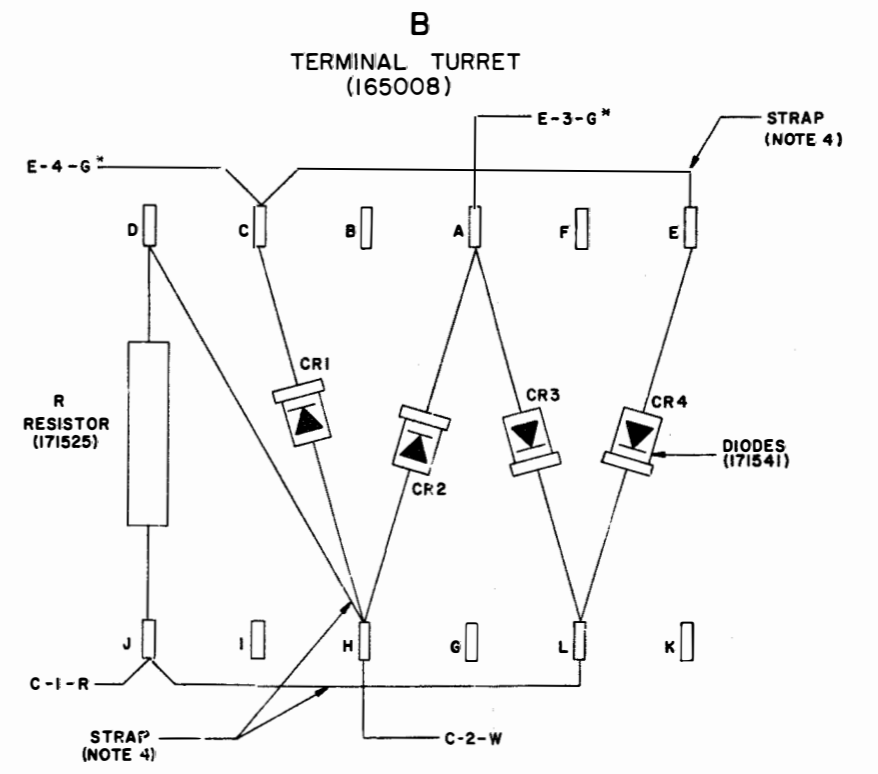 B
TERMINAL TURRET
(165008)
E-3-G*
STRAP
(NOTE 4)
E-4-G*
D
C
B
A
F
E
CR1
CR3
CR4
R
RESISTOR
(171525)
DIODES
(171541)
CR2
J
I
H
G
L
K
C-1-R
STRAP
(NOTE 4)
C-2-W